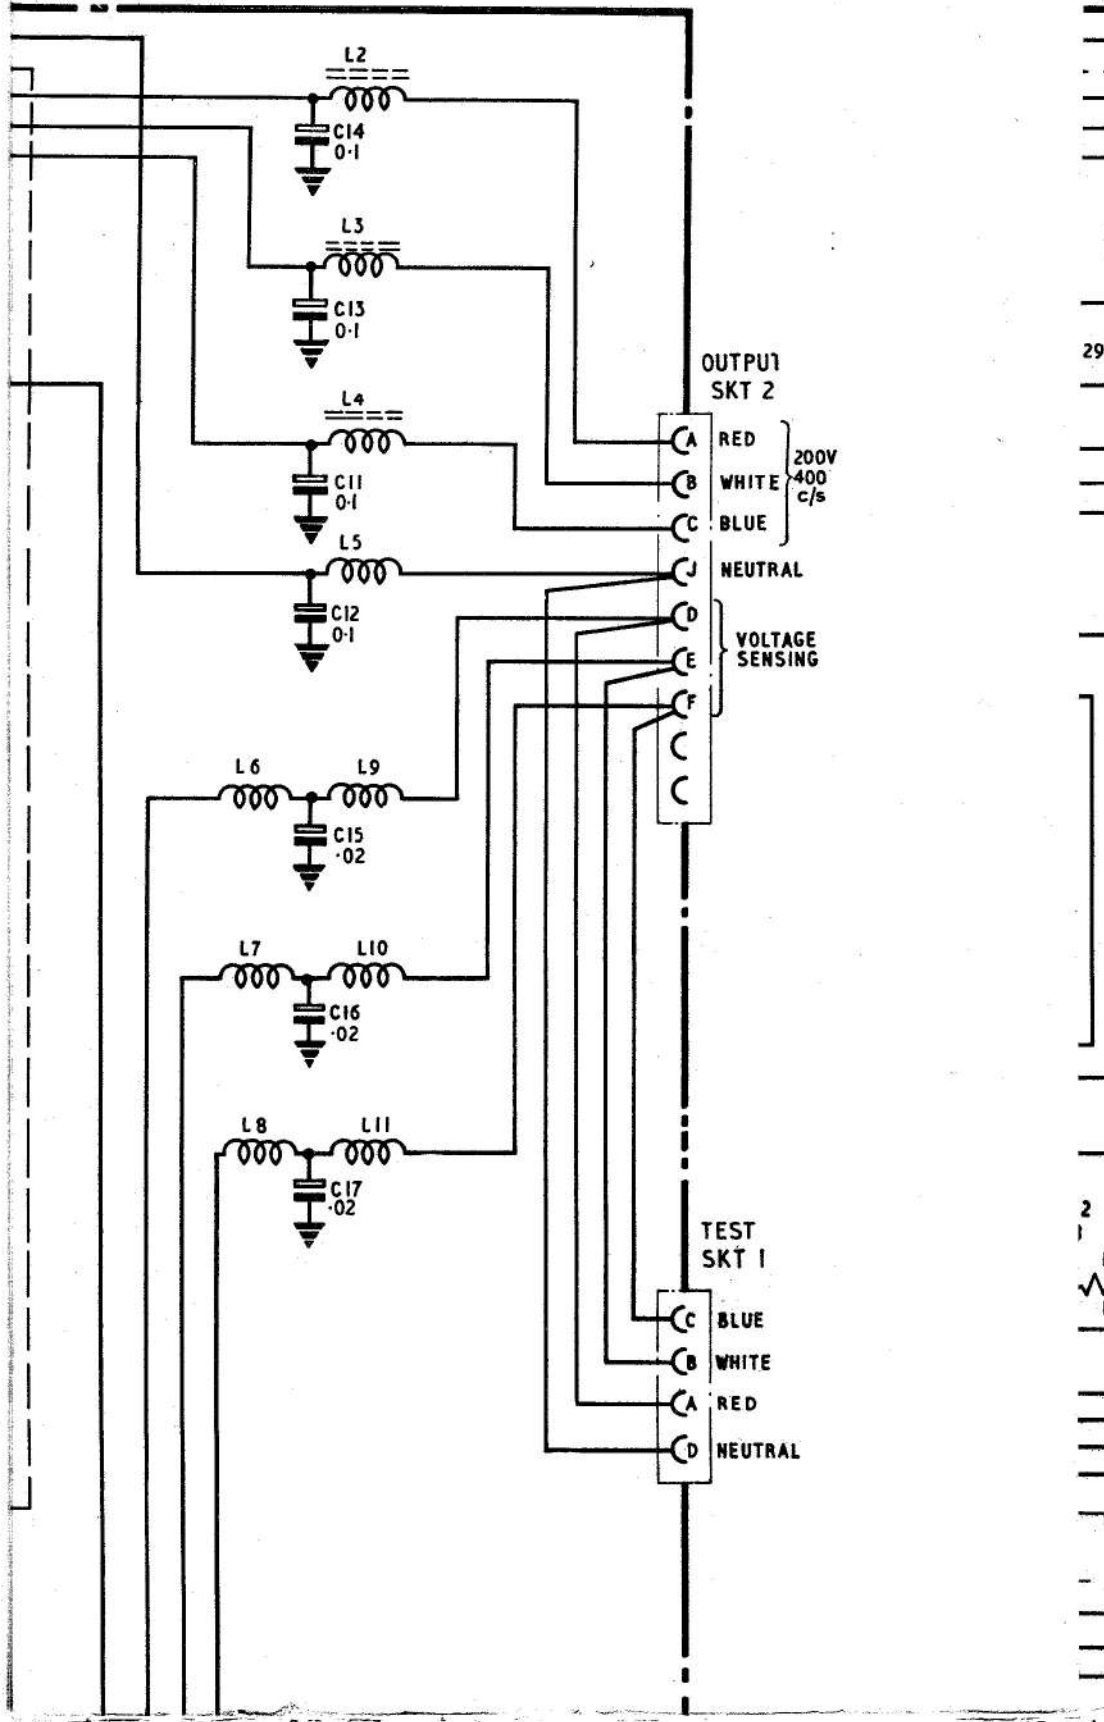 L2
C14
0·1
L3
C13
0·1
29
OUTPUT
SKT 2
L4
A RED
200V
400
c/s
B WHITE
C11
0·1
C BLUE
L5
J NEUTRAL
C12
0·1
D
VOLTAGE
SENSING
E
F
L6 L9
C15
·02
L7 L10
C16
·02
L8 L11
C17
·02
2
TEST
SKT 1
C BLUE
B WHITE
A RED
D NEUTRAL